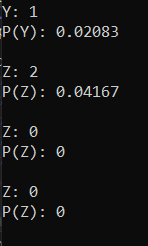 Y: 1
P(Y): 0.02083
Z: 2
P(Z): 0.04167
Z: 0
P(Z): 0
Z: 0
P(Z): 0